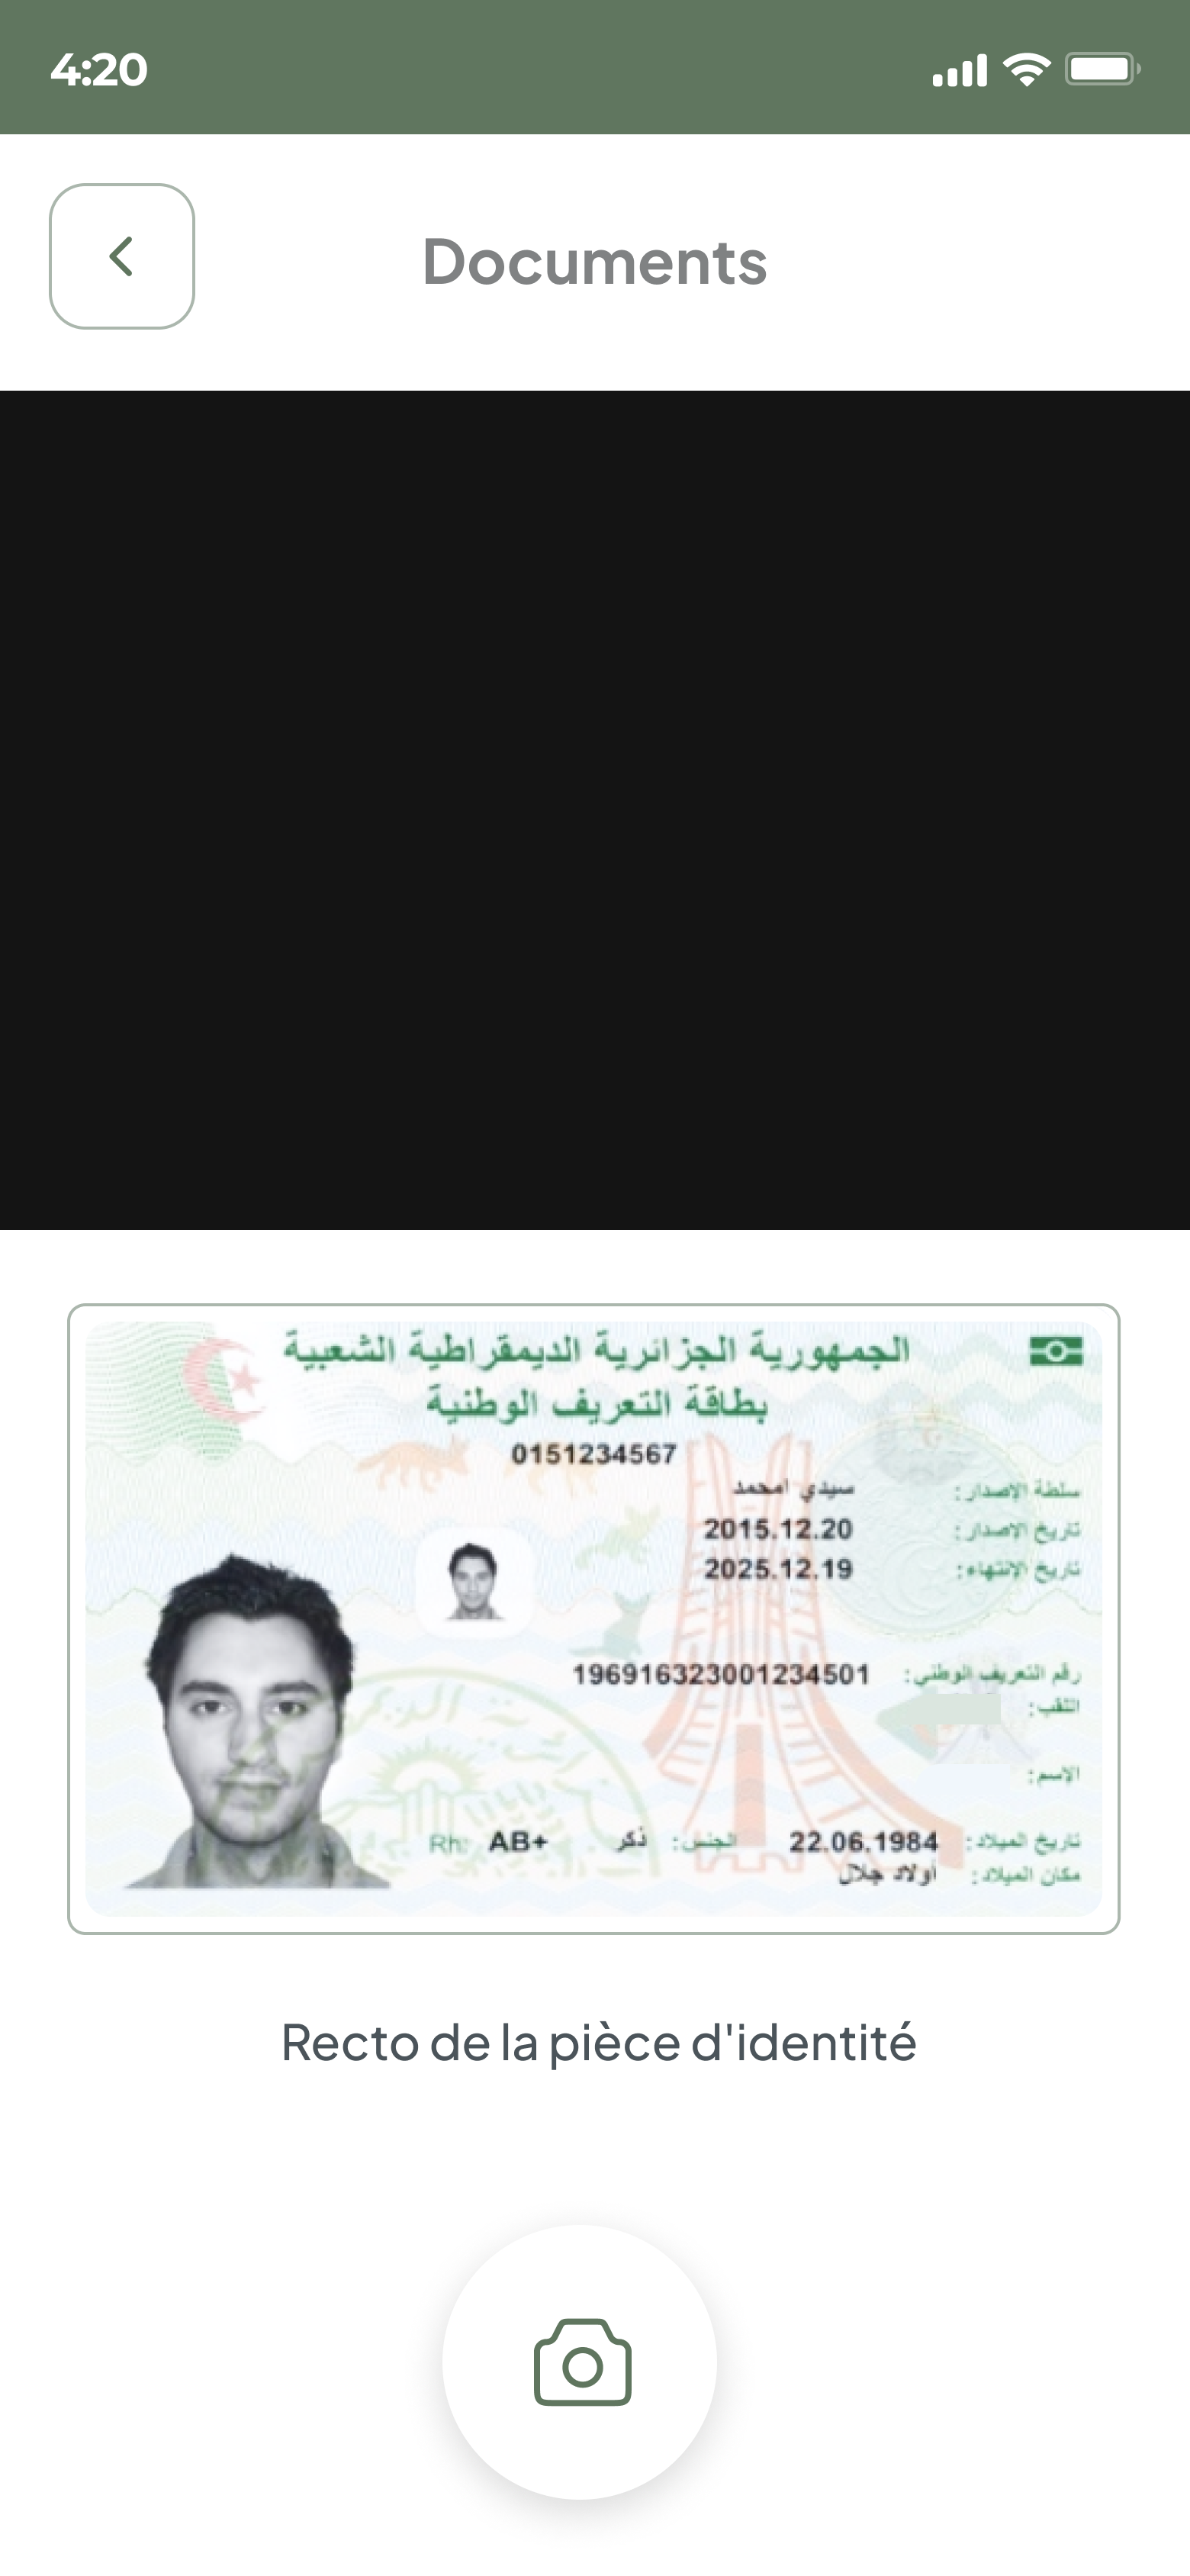 4:20
Documents
الجمهورية الجزائرية الديمقراطية الشعبية
بطاقة التعريف الوطنية
0151234567
سلطة الإصدار: سيدي امحمد
تاريخ الإصدار: 2015.12.20
تاريخ الإنتهاء: 2025.12.19
رقم التعريف الوطني: 196916323001234501
اللقب:
الإسم:
تاريخ الميلاد: 22.06.1984 الجنس: ذكر Rh: AB+
مكان الميلاد: أولاد جلال
Recto de la pièce d'identité